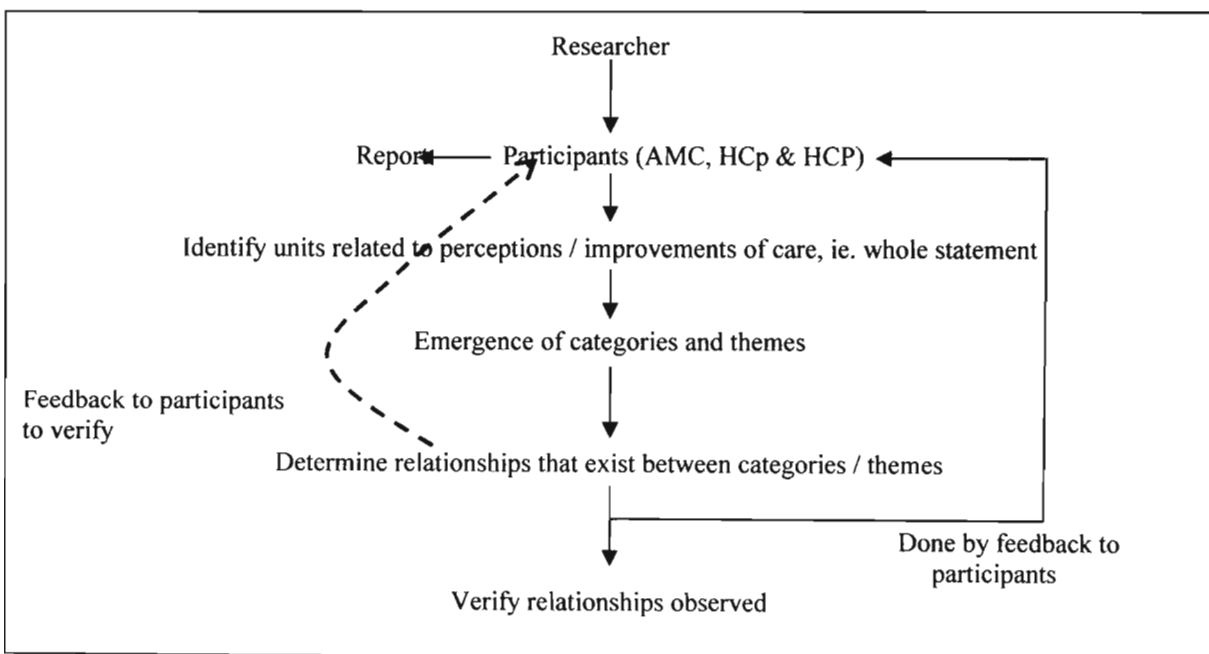 Researcher
Report Participants (AMC, HCp & HCP)
Identify units related to perceptions / improvements of care, ie. whole statement
Emergence of categories and themes
Feedback to participants
to verify
Determine relationships that exist between categories / themes
Done by feedback to
participants
Verify relationships observed